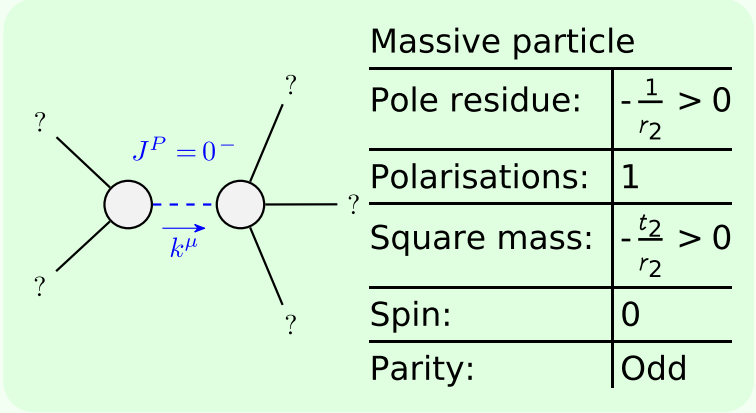 ?
?
?
?
?
J^P = 0^-
k^μ
Massive particle
Pole residue: -1/r₂ > 0
Polarisations: 1
Square mass: -t₂/r₂ > 0
Spin: 0
Parity: Odd